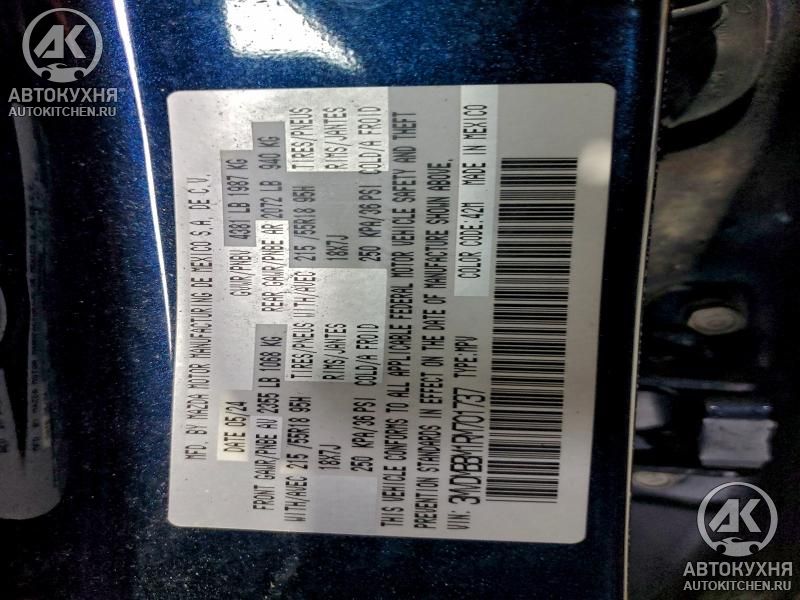 MFG. BY MAZDA MOTOR MANUFACTURING DE MEXICO S.A. DE C.V.
DATE 05/24 GVWR/PNBV 4381 LB 1987 KG
FRONT GAWR/PNBE AV 2355 LB 1068 KG REAR GAWR/PNBE AR 2072 LB 940 KG
WITH/AVEC 215/55R18 95H TIRES/PNEUS WITH/AVEC 215/55R18 95H TIRES/PNEUS
18X7J RIMS/JANTES 18X7J RIMS/JANTES
250 KPA/36 PSI COLD/A FROID 250 KPA/36 PSI COLD/A FROID
THIS VEHICLE CONFORMS TO ALL APPLICABLE FEDERAL MOTOR VEHICLE SAFETY AND THEFT
PREVENTION STANDARDS IN EFFECT ON THE DATE OF MANUFACTURE SHOWN ABOVE.
VIN: TYPE:MPV COLOR CODE:42M MADE IN MEXICO
АК
АВТОКУХНЯ
AUTOKITCHEN.RU
АК
АВТОКУХНЯ
AUTOKITCHEN.RU